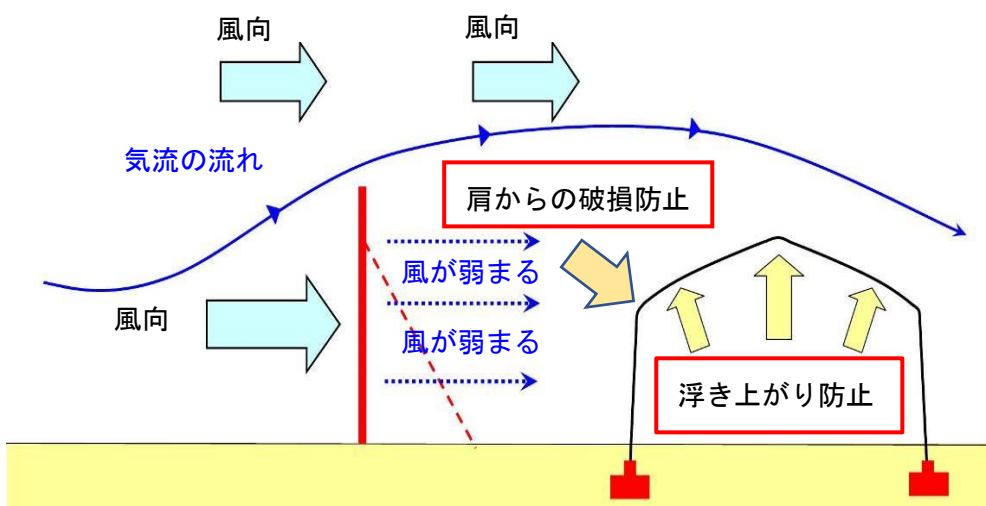 風向
風向
気流の流れ
肩からの破損防止
風が弱まる
風向
風が弱まる
浮き上がり防止